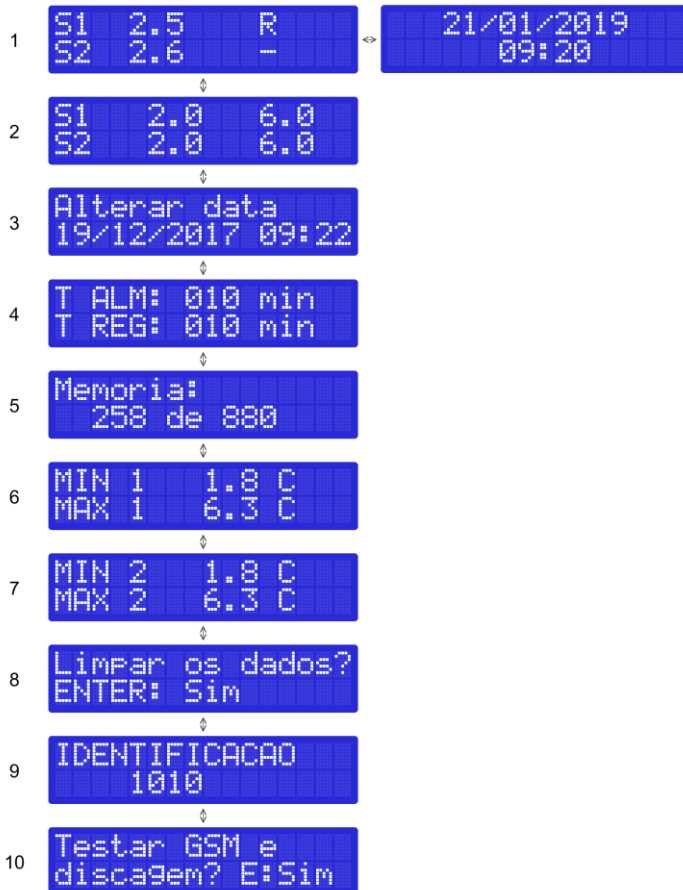 1
S1 2.5 R
S2 2.6 -
21/01/2019
09:20
2
S1 2.0 6.0
S2 2.0 6.0
3
Alterar data
19/12/2017 09:22
4
T ALM: 010 min
T REG: 010 min
5
Memoria:
258 de 880
6
MIN 1 1.8 C
MAX 1 6.3 C
7
MIN 2 1.8 C
MAX 2 6.3 C
8
Limpar os dados?
ENTER: Sim
9
IDENTIFICACAO
1010
10
Testar GSM e
discagem? E:Sim